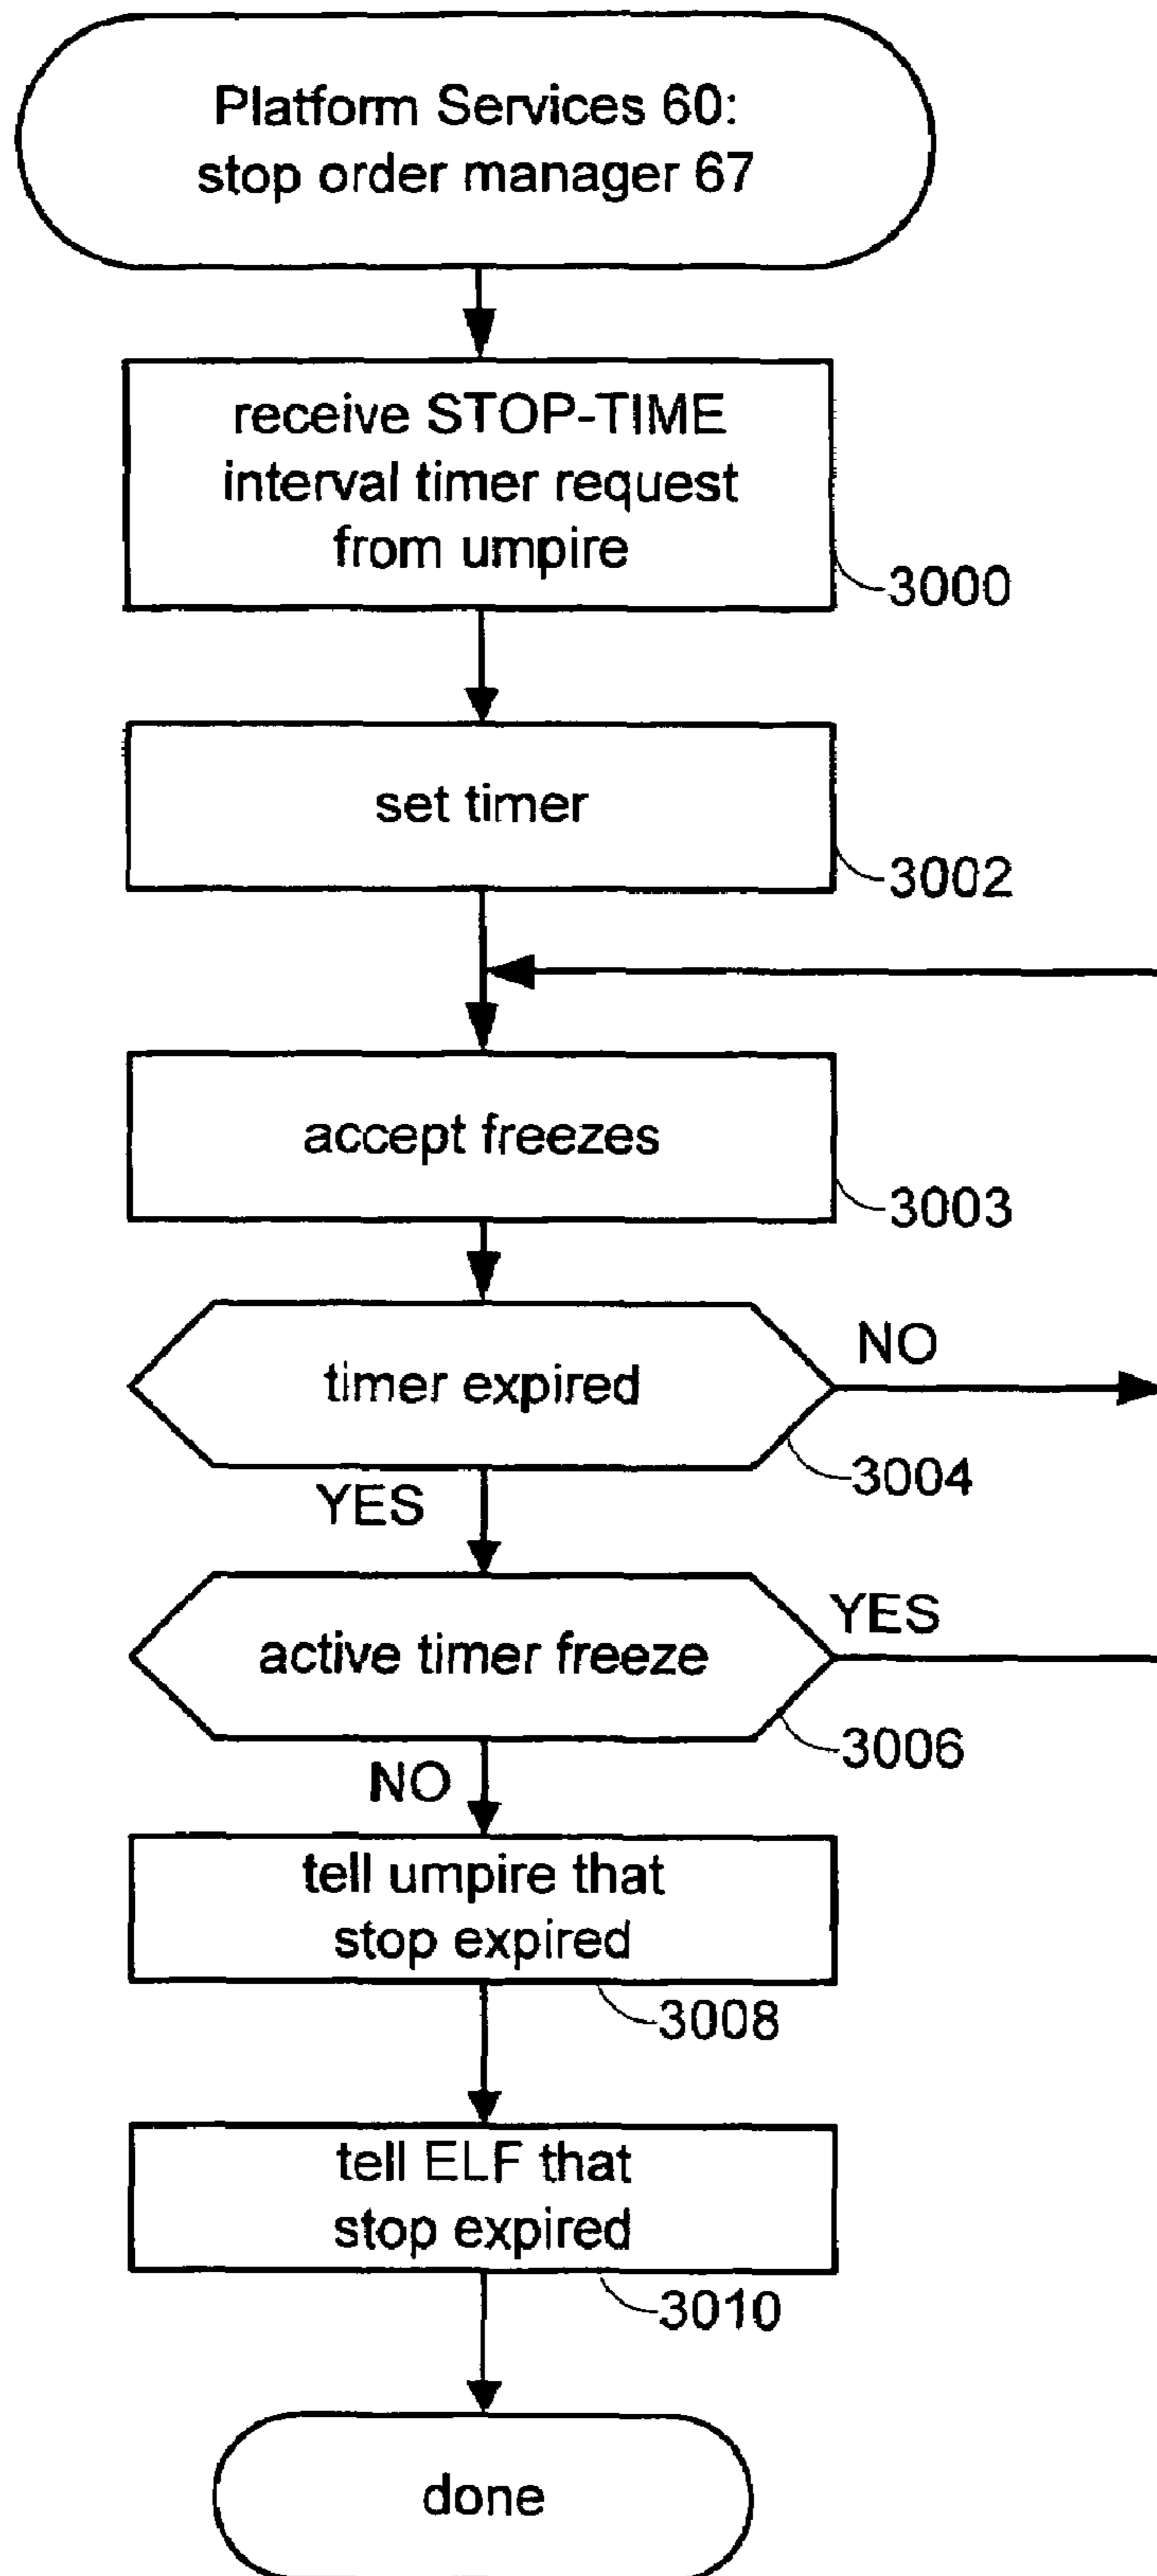 Platform Services 60:
stop order manager 67
receive STOP-TIME
interval timer request
from umpire
3000
set timer
3002
accept freezes
3003
timer expired
NO
3004
YES
active timer freeze
YES
3006
NO
tell umpire that
stop expired
3008
tell ELF that
stop expired
3010
done